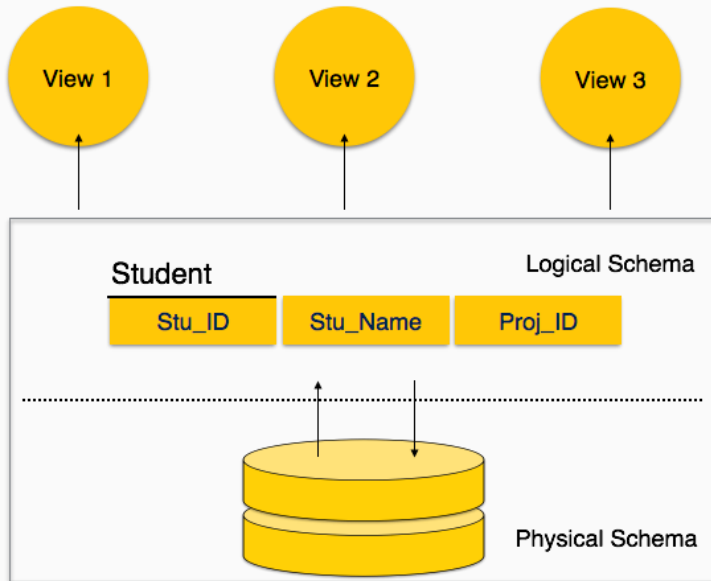 View 1
View 2
View 3
Logical Schema
Student
Stu_ID
Stu_Name
Proj_ID
Physical Schema